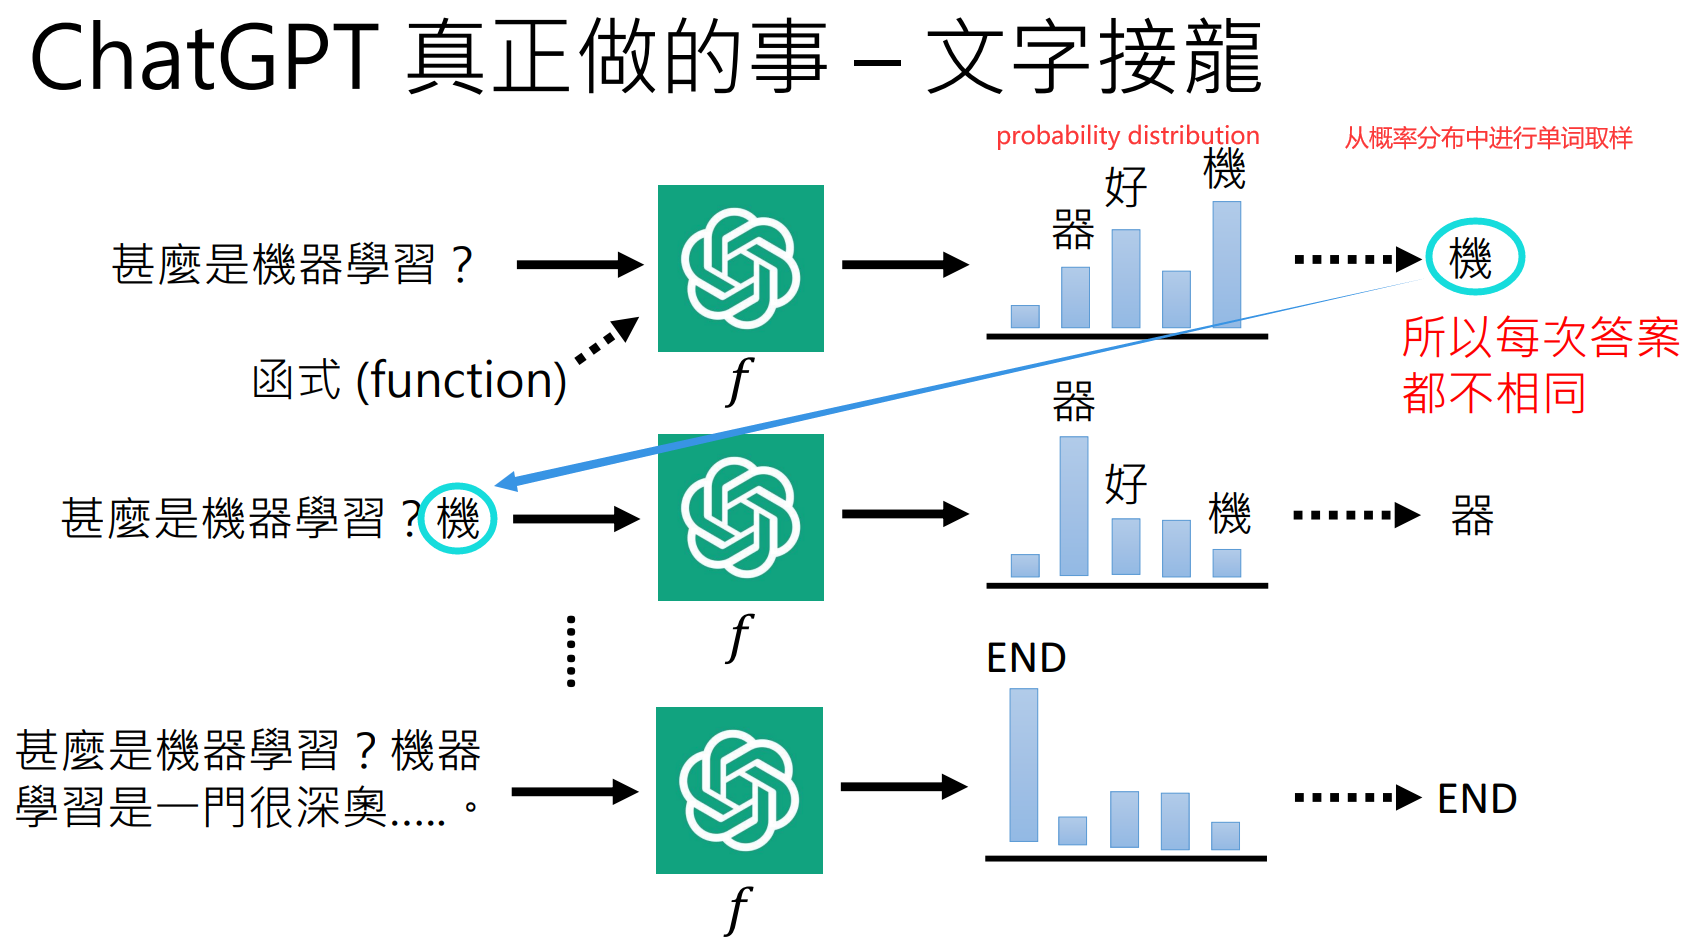 ChatGPT 真正做的事 – 文字接龍
probability distribution
从概率分布中进行单词取样
甚麼是機器學習？
器
好
機
機
函式 (function)
f
所以每次答案
都不相同
甚麼是機器學習？機
器
好
機
器
f
END
甚麼是機器學習？機器
學習是一門很深奧.....。
END
f